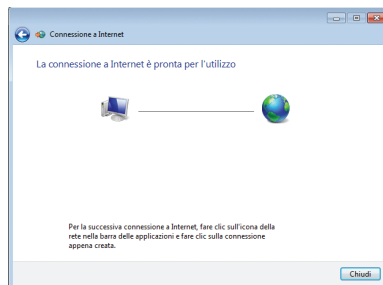 Connessione a Internet
La connessione a Internet è pronta per l'utilizzo
Per la successiva connessione a Internet, fare clic sull'icona della
rete nella barra delle applicazioni e fare clic sulla connessione
appena creata.
Chiudi